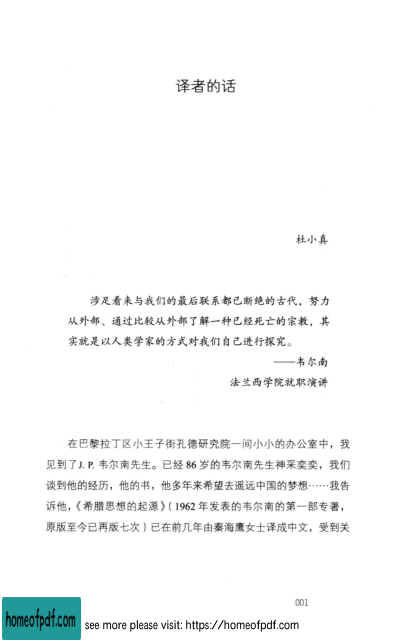 译者的话
杜小真
涉足看来与我们的最后联系都已断绝的古代，努力
从外部、通过比较从外部了解一种已经死亡的宗教，其
实就是以人类学家的方式对我们自己进行探究。
——韦尔南
法兰西学院就职演讲
在巴黎拉丁区小王子街孔德研究院一间小小的办公室中，我
见到了J. P. 韦尔南先生。已经 86 岁的韦尔南先生神采奕奕，我们
谈到他的经历，他的书，他多年来希望去遥远中国的梦想……我告
诉他，《希腊思想的起源》（1962 年发表的韦尔南的第一部专著，
原版至今已再版七次）已在前几年由秦海鹰女士译成中文，受到关
001
homeofpdf.com
see more please visit: https://homeofpdf.com